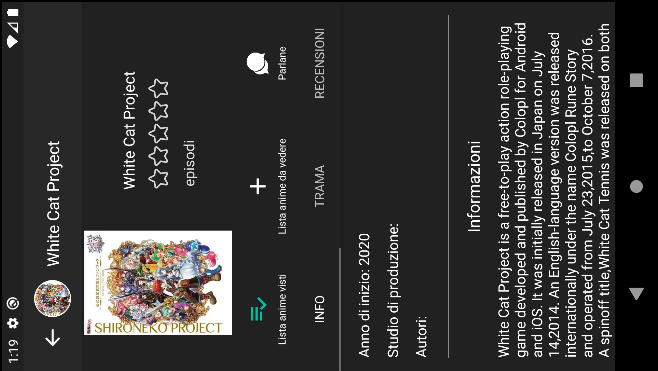 1:19
White Cat Project
White Cat Project
episodi
SHIRONEKO PROJECT
Lista anime visti
Lista anime da vedere
Parlane
INFO
TRAMA
RECENSIONI
Anno di inizio: 2020
Studio di produzione:
Autori:
Informazioni
White Cat Project is a free-to-play action role-playing
game developed and published by Colopl for Android
and iOS. It was initially released in Japan on July
14,2014. An English-language version was released
internationally under the name Colopl Rune Story
and operated from July 23,2015,to October 7,2016.
A spinoff title,White Cat Tennis was released on both